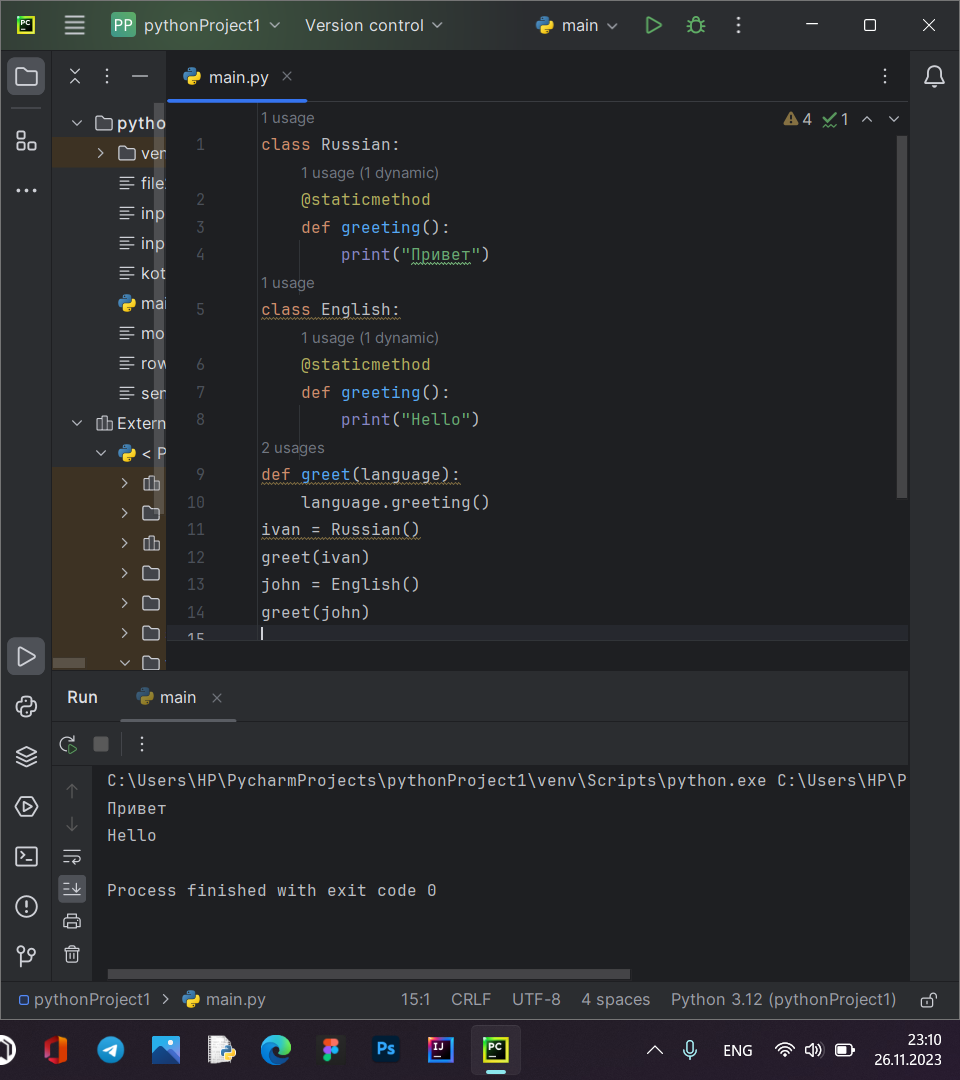 PC PP pythonProject1 Version control main
main.py
4 1
pytho
ven
file
inp
inp
kot
mai
mo
row
sen
Extern
< P
1 usage
1 class Russian:
1 usage (1 dynamic)
2 @staticmethod
3 def greeting():
4 print("Привет")
1 usage
5 class English:
1 usage (1 dynamic)
6 @staticmethod
7 def greeting():
8 print("Hello")
2 usages
9 def greet(language):
10 language.greeting()
11 ivan = Russian()
12 greet(ivan)
13 john = English()
14 greet(john)
15
Run main
C:\Users\HP\PycharmProjects\pythonProject1\venv\Scripts\python.exe C:\Users\HP\P
Привет
Hello
Process finished with exit code 0
pythonProject1 main.py 15:1 CRLF UTF-8 4 spaces Python 3.12 (pythonProject1)
Ps IJ PC ENG 23:10
26.11.2023